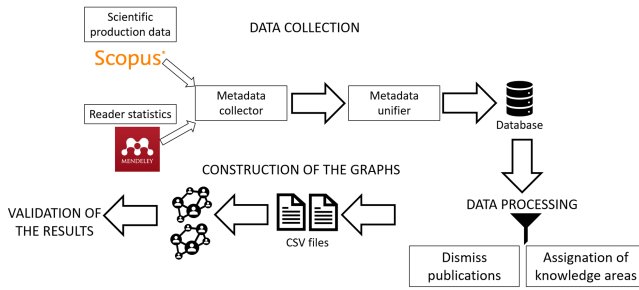 Scientific
production data
DATA COLLECTION
Scopus
Reader statistics
MENDELEY
Metadata
collector
Metadata
unifier
Database
CONSTRUCTION OF THE GRAPHS
VALIDATION OF
THE RESULTS
CSV files
DATA PROCESSING
Dismiss
publications
Assignation of
knowledge areas